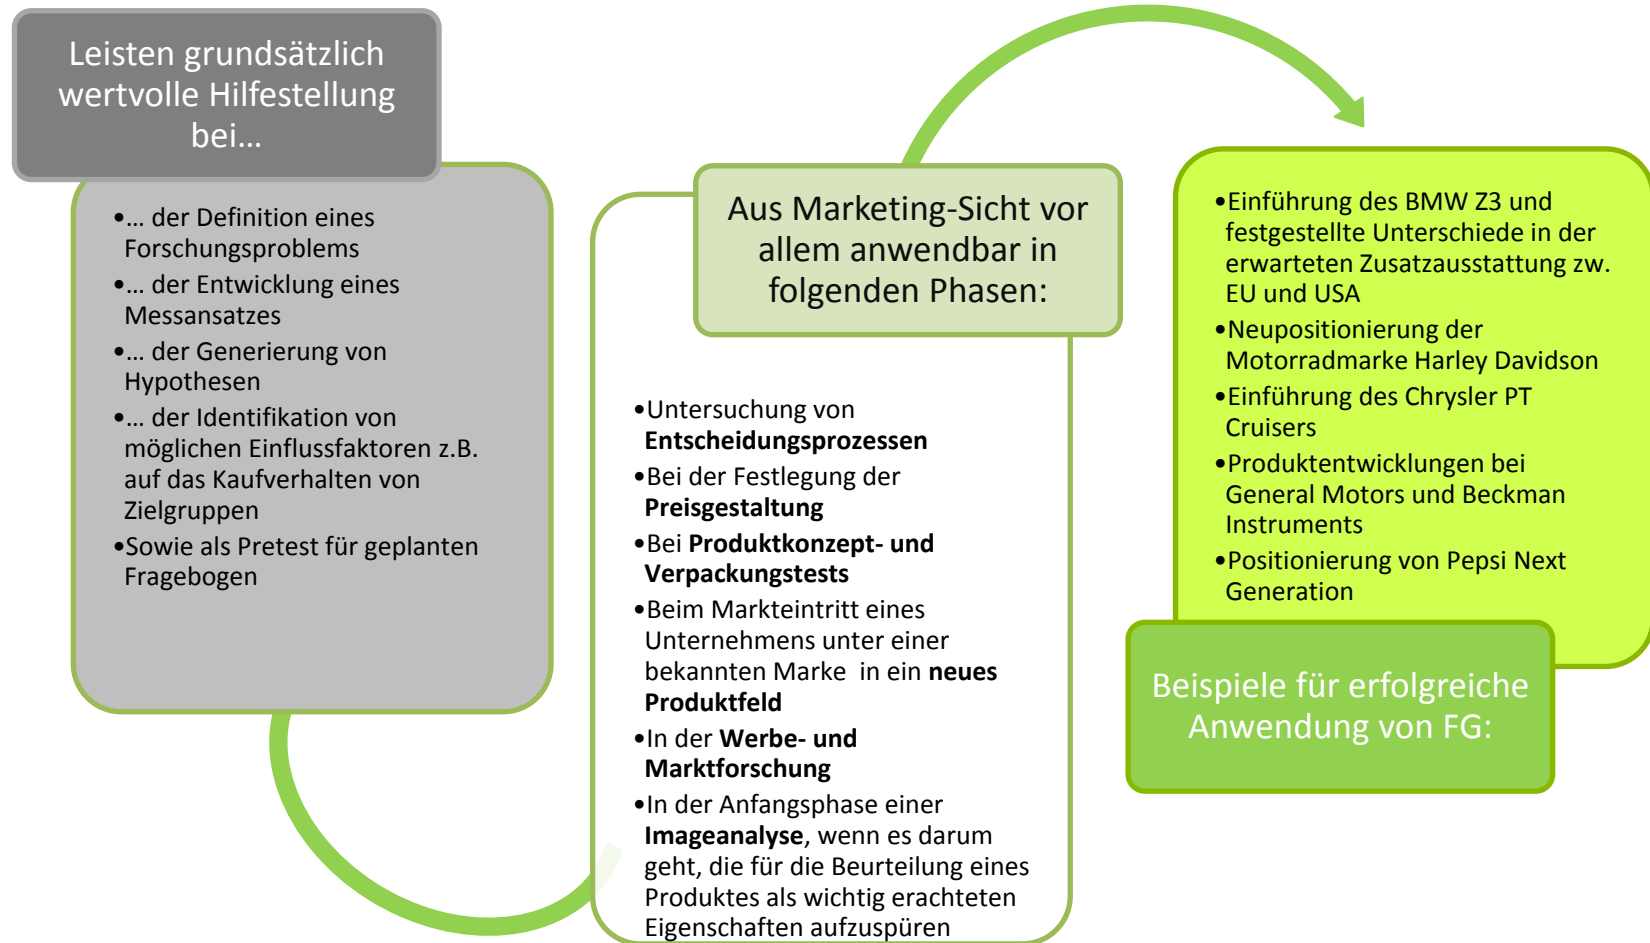 Leisten grundsätzlich
wertvolle Hilfestellung
bei…
•… der Definition eines
Forschungsproblems
•… der Entwicklung eines
Messansatzes
•… der Generierung von
Hypothesen
•… der Identifikation von
möglichen Einflussfaktoren z.B.
auf das Kaufverhalten von
Zielgruppen
•Sowie als Pretest für geplanten
Fragebogen
Aus Marketing-Sicht vor
allem anwendbar in
folgenden Phasen:
•Untersuchung von
Entscheidungsprozessen
•Bei der Festlegung der
Preisgestaltung
•Bei Produktkonzept- und
Verpackungstests
•Beim Markteintritt eines
Unternehmens unter einer
bekannten Marke in ein neues
Produktfeld
•In der Werbe- und
Marktforschung
•In der Anfangsphase einer
Imageanalyse, wenn es darum
geht, die für die Beurteilung eines
Produktes als wichtig erachteten
Eigenschaften aufzuspüren
•Einführung des BMW Z3 und
festgestellte Unterschiede in der
erwarteten Zusatzausstattung zw.
EU und USA
•Neupositionierung der
Motorradmarke Harley Davidson
•Einführung des Chrysler PT
Cruisers
•Produktentwicklungen bei
General Motors und Beckman
Instruments
•Positionierung von Pepsi Next
Generation
Beispiele für erfolgreiche
Anwendung von FG: